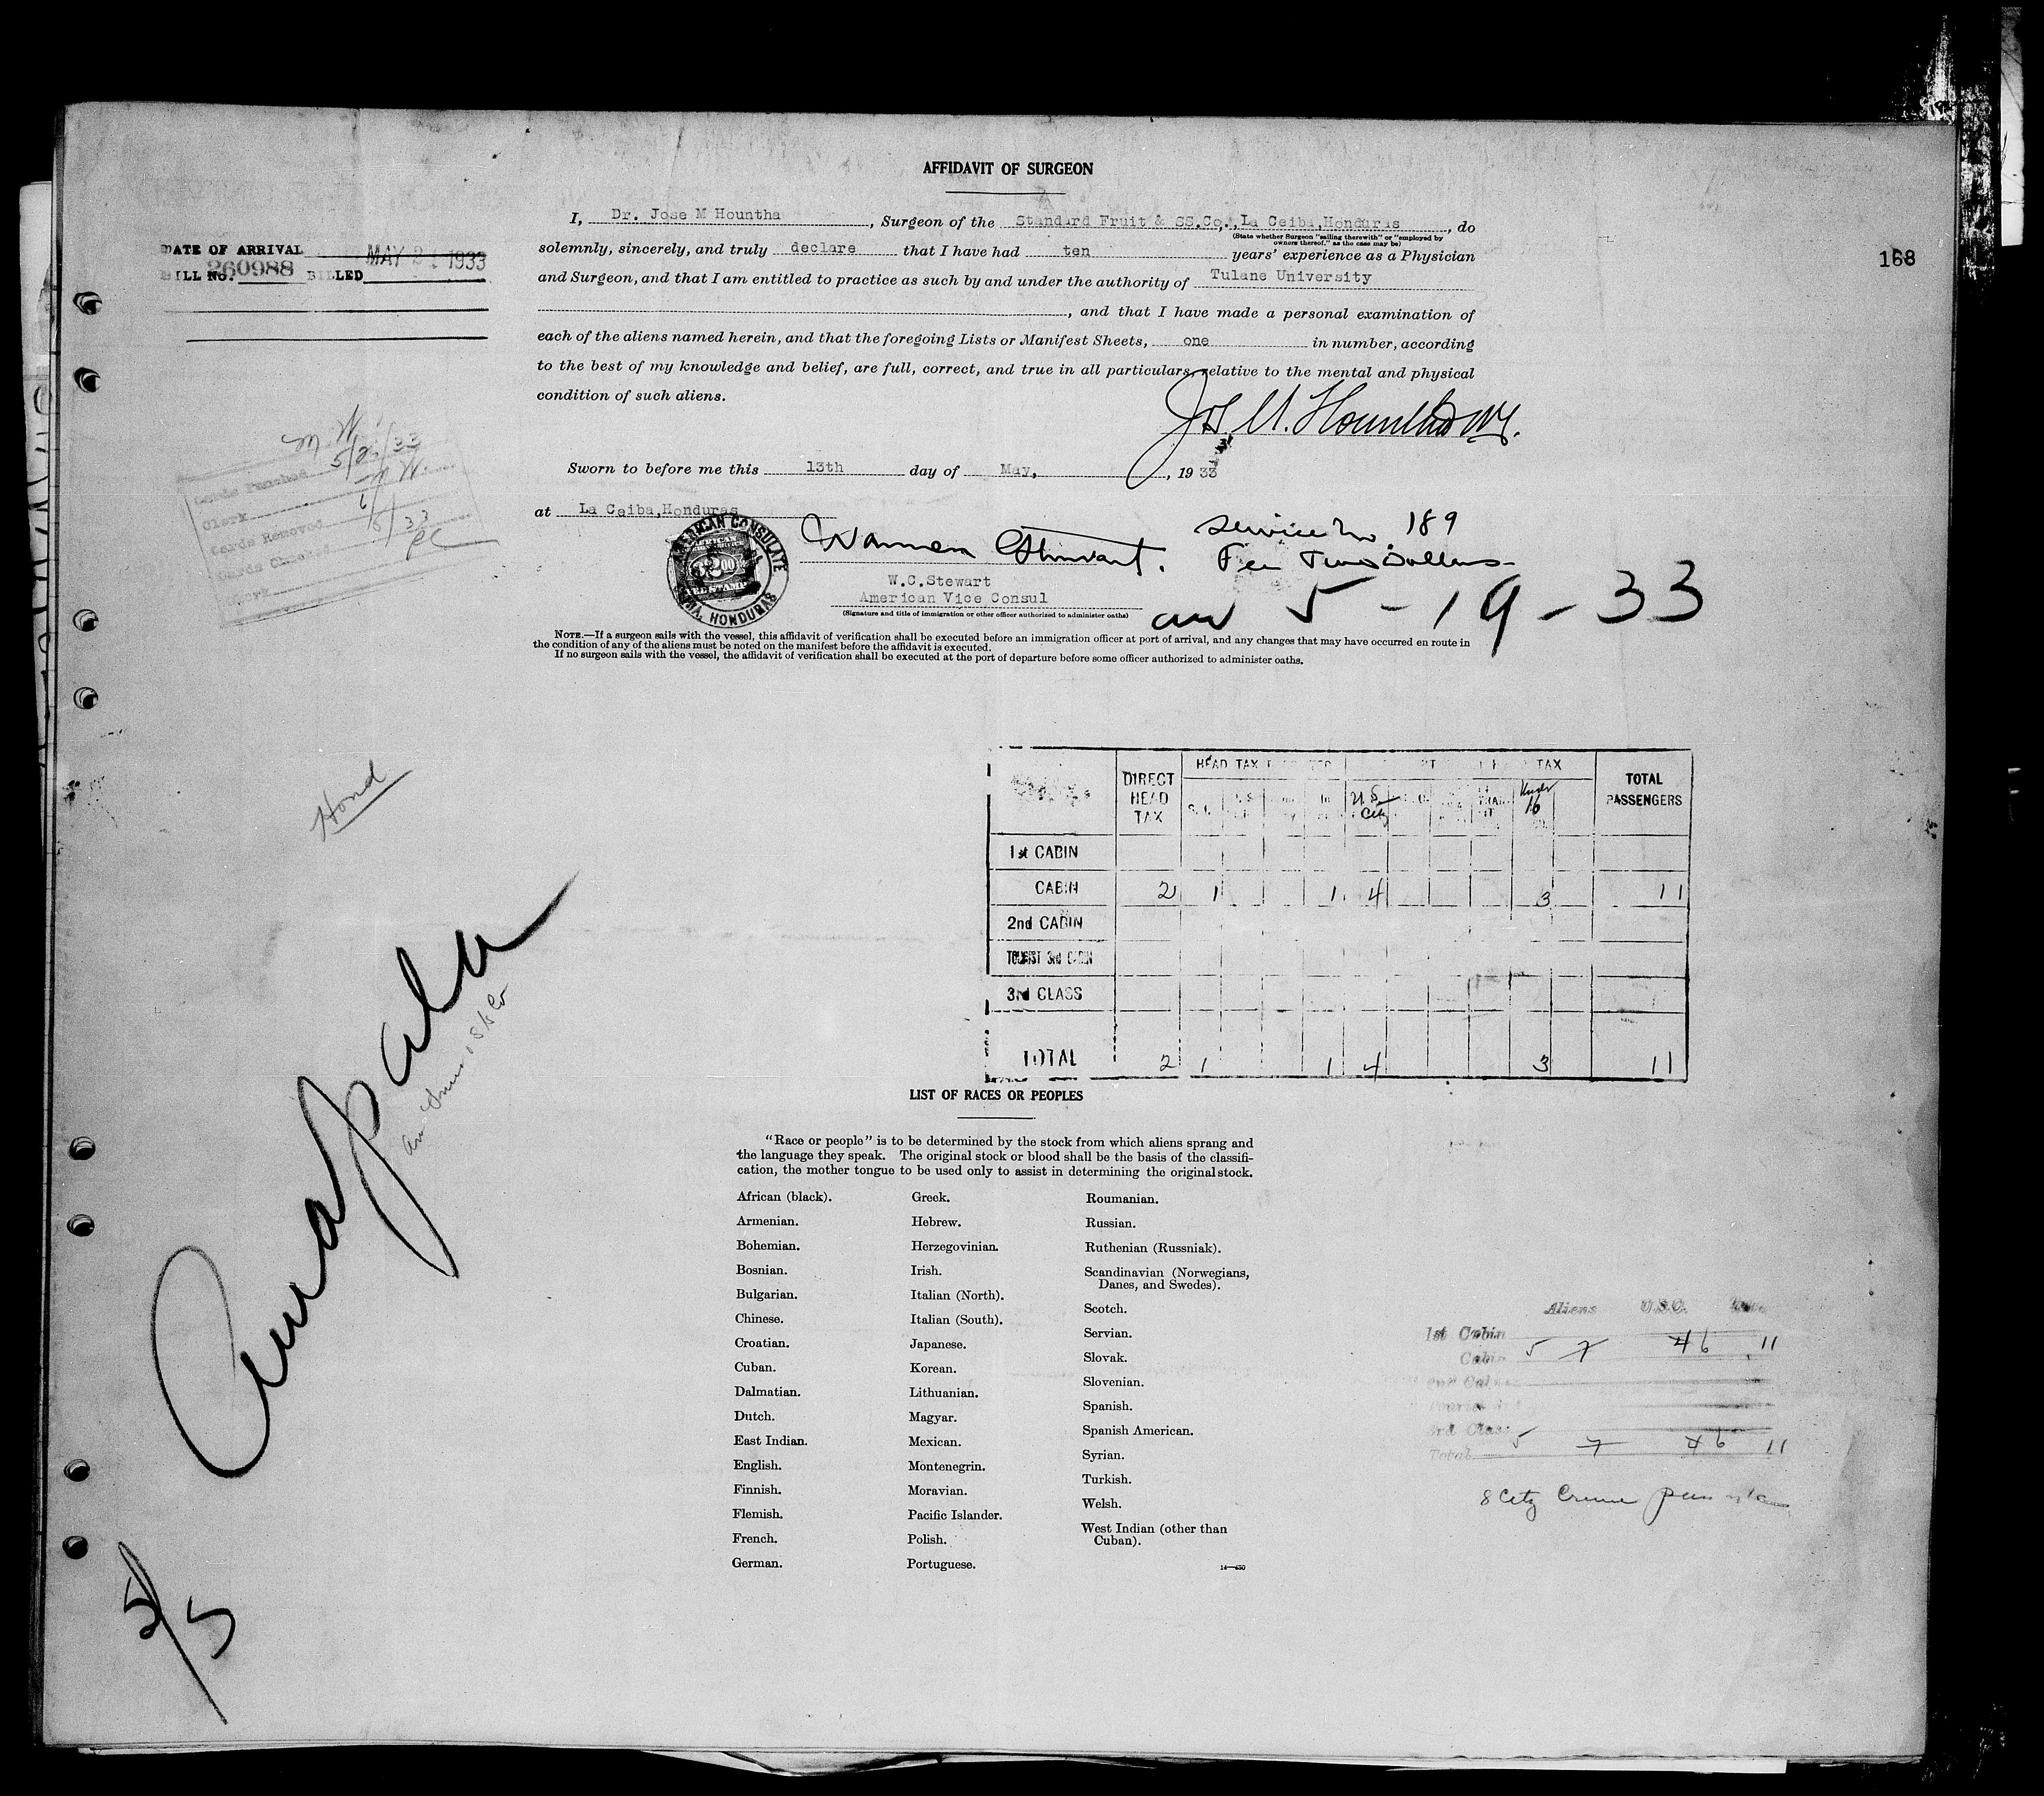 AFFIDAVIT OF SURGEON
I, Dr. Jose M Hountha, Surgeon of the Standard Fruit & SS.Co., La Ceiba,Honduras, do
(State whether Surgeon "sailing therewith" or "employed by
owners thereof," as the case may be)
solemnly, sincerely, and truly declare that I have had ten years' experience as a Physician
and Surgeon, and that I am entitled to practice as such by and under the authority of Tulane University
, and that I have made a personal examination of
each of the aliens named herein, and that the foregoing Lists or Manifest Sheets, one in number, according
to the best of my knowledge and belief, are full, correct, and true in all particulars, relative to the mental and physical
condition of such aliens.
DATE OF ARRIVAL MAY 2 1933
BILL No. 260988 BILLED
168
Sworn to before me this 13th day of May, , 19 33
at La Ceiba,Honduras
5/2 /33
Cards Punched
Clerk
Cards Removed
Cards Checked
AMERICAN CONSULATE
$2.00
FEE STAMP
HONDURAS
Service No. 189
Fee Two Dollars
W.C.Stewart
American Vice Consul
(Signature and title of immigration or other officer authorized to administer oaths)
5-19-33
NOTE.—If a surgeon sails with the vessel, this affidavit of verification shall be executed before an immigration officer at port of arrival, and any changes that may have occurred en route in
the condition of any of the aliens must be noted on the manifest before the affidavit is executed.
If no surgeon sails with the vessel, the affidavit of verification shall be executed at the port of departure before some officer authorized to administer oaths.
Hond
Amapala
5/5
DIRECT HEAD TAX
HEAD TAX
TAX
TOTAL PASSENGERS
U.S. City
Under 16
1st CABIN
CABIN 2 1 1 4 3 11
2nd CABIN
TOURIST 3rd CABIN
3rd CLASS
TOTAL 2 1 1 4 3 11
LIST OF RACES OR PEOPLES
"Race or people" is to be determined by the stock from which aliens sprang and
the language they speak. The original stock or blood shall be the basis of the classifi-
cation, the mother tongue to be used only to assist in determining the original stock.
African (black).
Armenian.
Bohemian.
Bosnian.
Bulgarian.
Chinese.
Croatian.
Cuban.
Dalmatian.
Dutch.
East Indian.
English.
Finnish.
Flemish.
French.
German.
Greek.
Hebrew.
Herzegovinian.
Irish.
Italian (North).
Italian (South).
Japanese.
Korean.
Lithuanian.
Magyar.
Mexican.
Montenegrin.
Moravian.
Pacific Islander.
Polish.
Portuguese.
Roumanian.
Russian.
Ruthenian (Russniak).
Scandinavian (Norwegians,
Danes, and Swedes).
Scotch.
Servian.
Slovak.
Slovenian.
Spanish.
Spanish American.
Syrian.
Turkish.
Welsh.
West Indian (other than
Cuban).
Aliens U.S.C.
1st Cabin
Cabin 5 7 4 6 11
3rd Class
Total 5 7 4 6 11